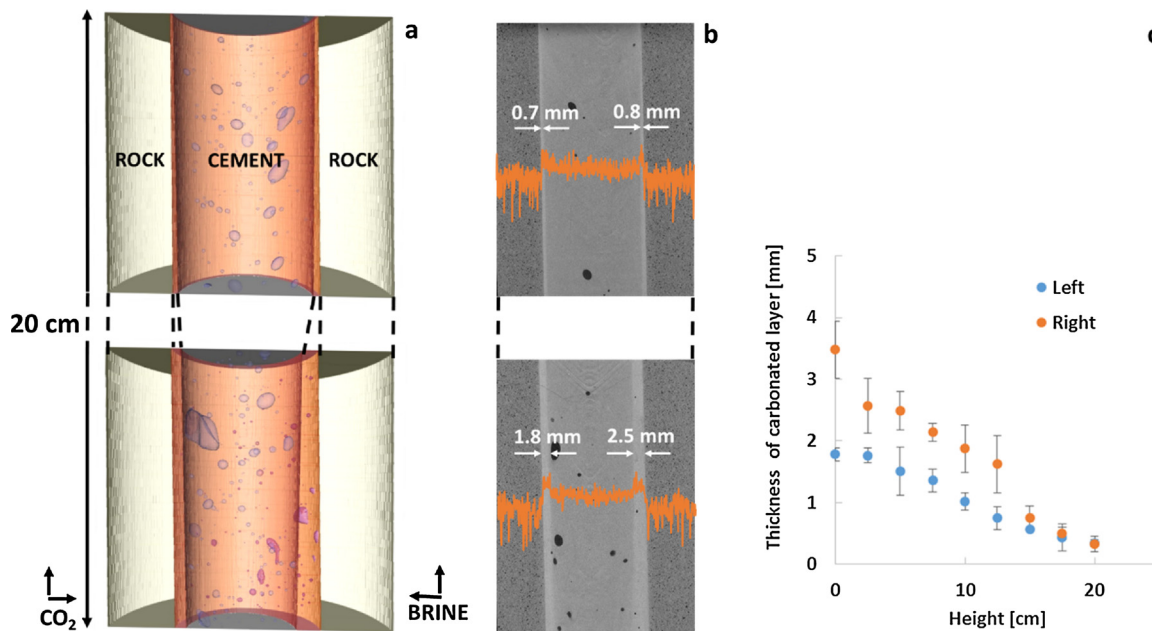 a
b
c
ROCK
CEMENT
ROCK
0.7 mm
0.8 mm
20 cm
1.8 mm
2.5 mm
CO₂
BRINE
Thickness of carbonated layer [mm]
5
4
3
2
1
0
Left
Right
0
10
20
Height [cm]